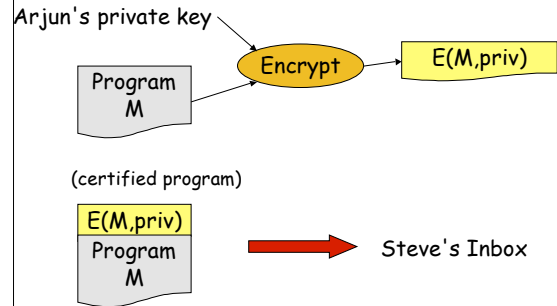 Arjun's private key
Encrypt
E(M,priv)
Program
M
(certified program)
E(M,priv)
Program
M
Steve's Inbox